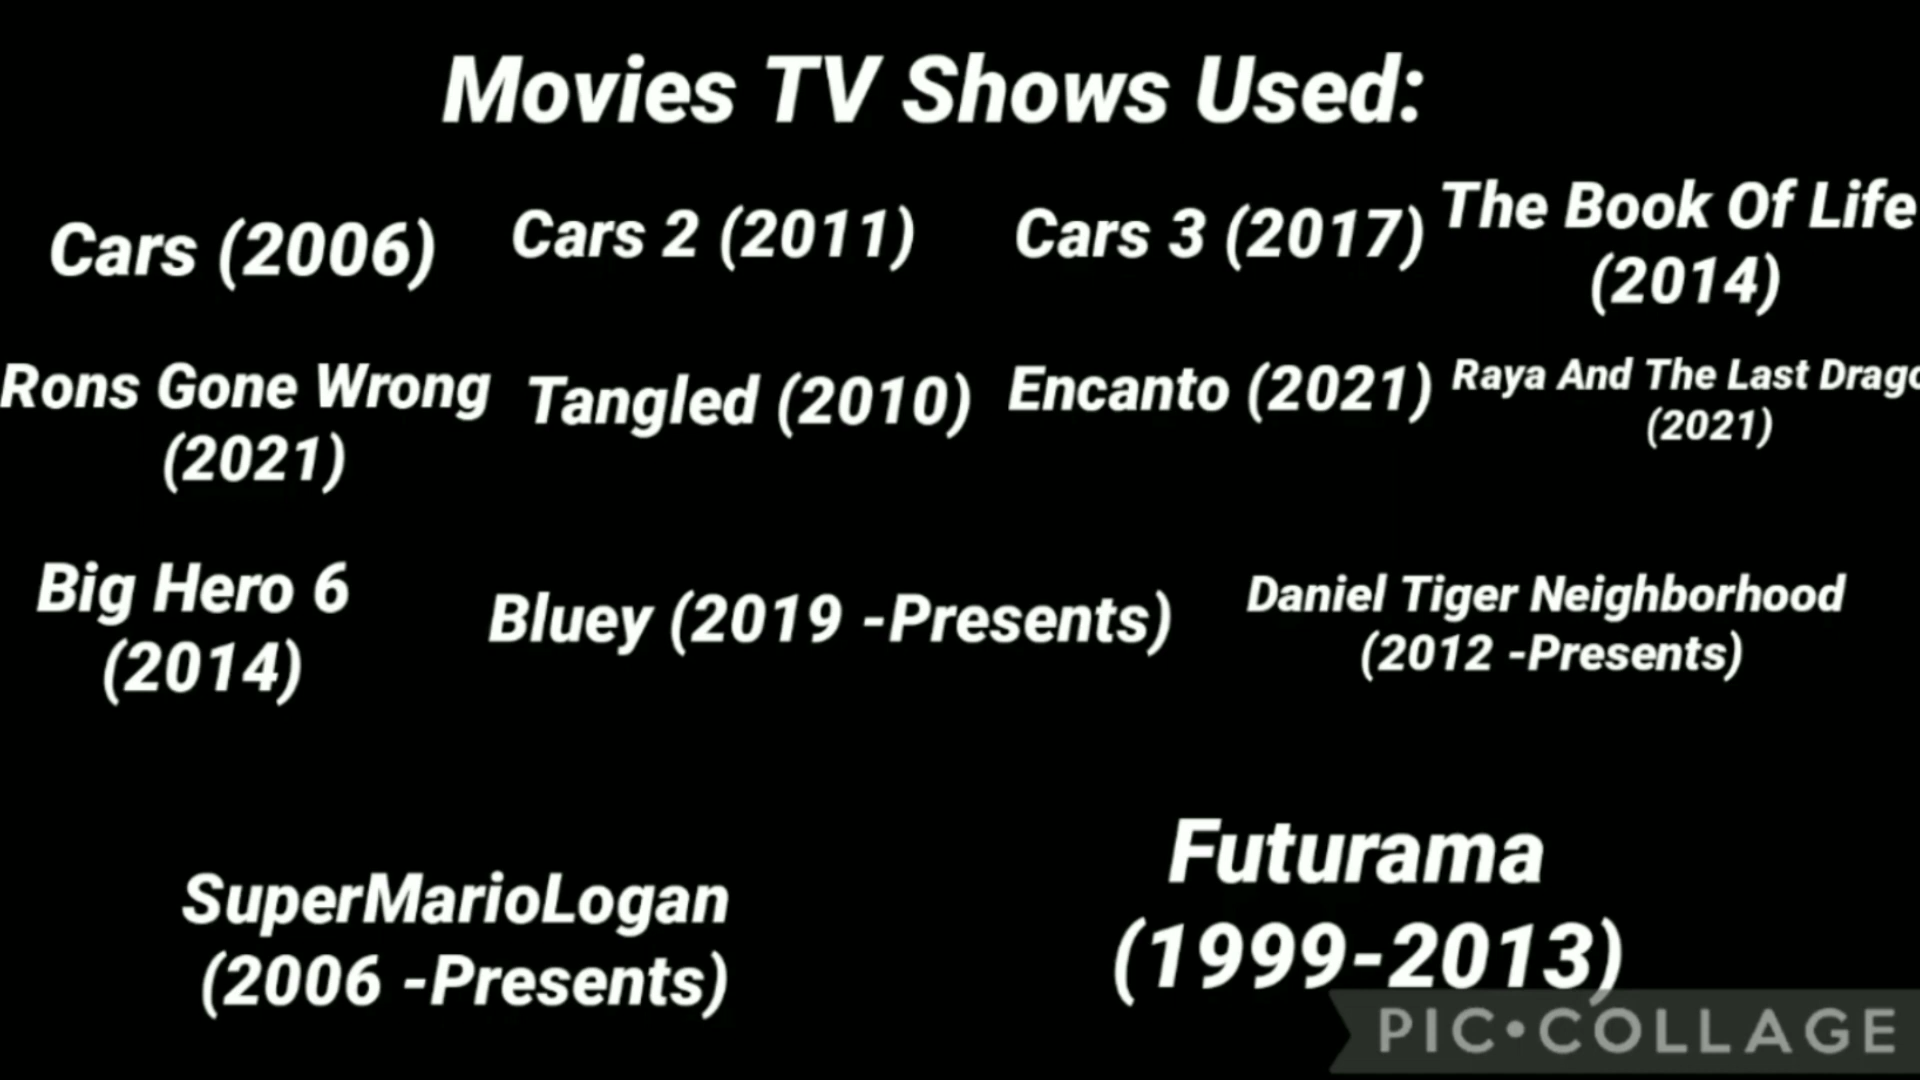 Movies TV Shows Used:
Cars (2006)
Cars 2 (2011)
Cars 3 (2017)
The Book Of Life
(2014)
Rons Gone Wrong
(2021)
Tangled (2010)
Encanto (2021)
Raya And The Last Drago
(2021)
Big Hero 6
(2014)
Bluey (2019 -Presents)
Daniel Tiger Neighborhood
(2012 -Presents)
SuperMarioLogan
(2006 -Presents)
Futurama
(1999-2013)
PIC•COLLAGE